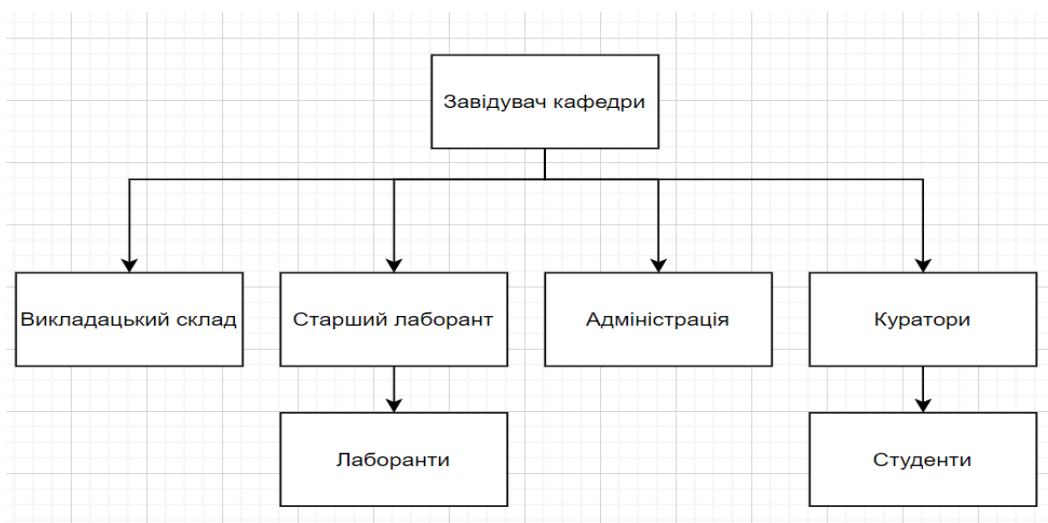 Завідувач кафедри
Викладацький склад
Старший лаборант
Адміністрація
Куратори
Лаборанти
Студенти